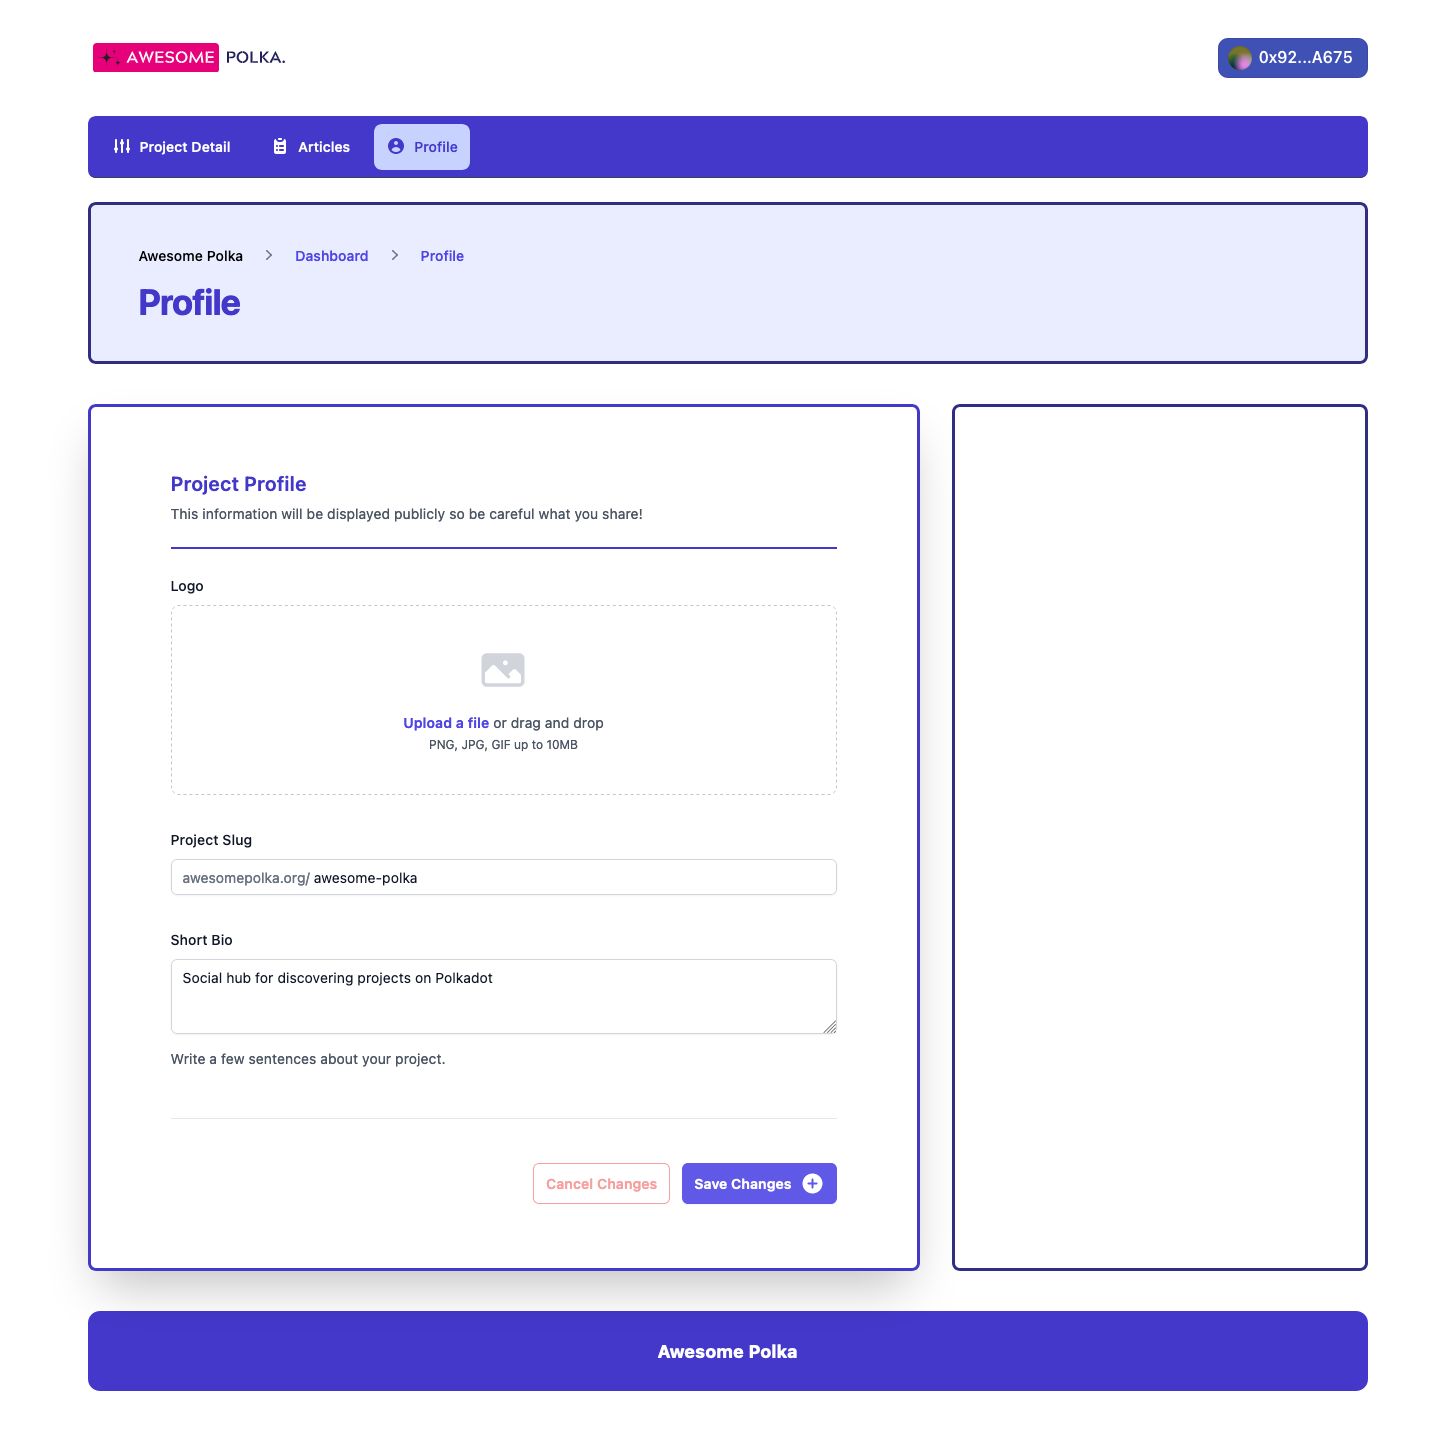 AWESOME POLKA.
0x92...A675
Project Detail
Articles
Profile
Awesome Polka
Dashboard
Profile
Profile
Project Profile
This information will be displayed publicly so be careful what you share!
Logo
Upload a file or drag and drop
PNG, JPG, GIF up to 10MB
Project Slug
awesomepolka.org/ awesome-polka
Short Bio
Social hub for discovering projects on Polkadot
Write a few sentences about your project.
Cancel Changes
Save Changes
Awesome Polka